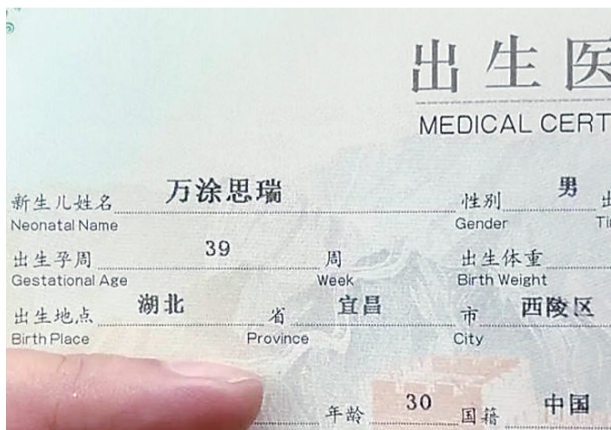 出生医
MEDICAL CERT
新生儿姓名 万涂思瑞 性别 男
Neonatal Name Gender
出生孕周 39 周 出生体重
Gestational Age Week Birth Weight
出生地点 湖北 省 宜昌 市 西陵区
Birth Place Province City
年龄 30 国籍 中国